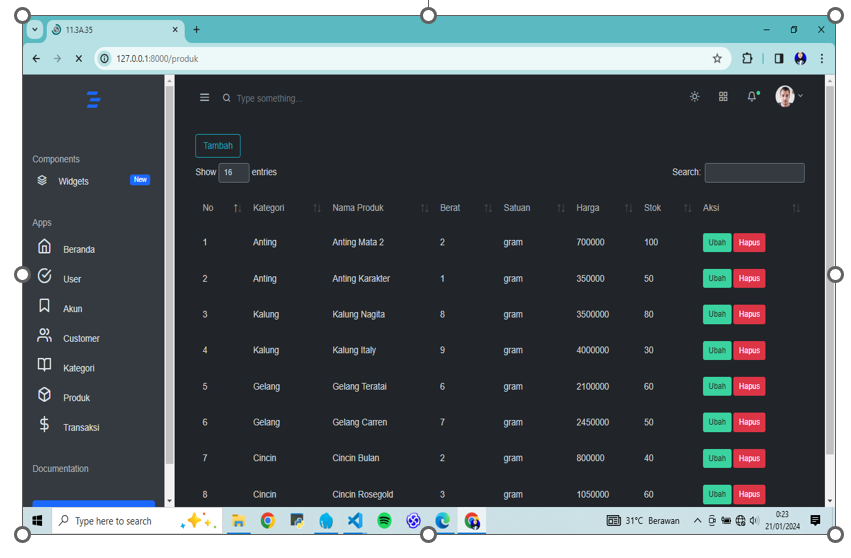 11.3A.35
127.0.0.1:8000/produk
Type something...
Components
Widgets New
Apps
Beranda
User
Akun
Customer
Kategori
Produk
Transaksi
Documentation
Tambah
Show 16 entries
Search:
No Kategori Nama Produk Berat Satuan Harga Stok Aksi
1 Anting Anting Mata 2 2 gram 700000 100 Ubah Hapus
2 Anting Anting Karakter 1 gram 350000 50 Ubah Hapus
3 Kalung Kalung Nagita 8 gram 3500000 80 Ubah Hapus
4 Kalung Kalung Italy 9 gram 4000000 30 Ubah Hapus
5 Gelang Gelang Teratai 6 gram 2100000 60 Ubah Hapus
6 Gelang Gelang Carren 7 gram 2450000 50 Ubah Hapus
7 Cincin Cincin Bulan 2 gram 800000 40 Ubah Hapus
8 Cincin Cincin Rosegold 3 gram 1050000 60 Ubah Hapus
Type here to search
31°C Berawan
0:23
21/01/2024